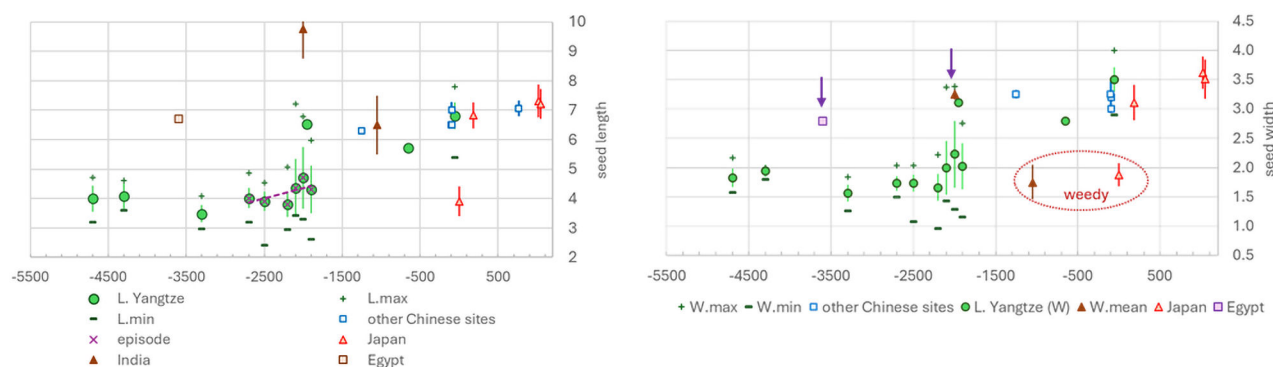 10
9
8
7
6
5
4
3
2
seed length
-5500 -4500 -3500 -2500 -1500 -500 500
L. Yangtze L.max
L.min other Chinese sites
episode Japan
India Egypt
4.5
4.0
3.5
3.0
2.5
2.0
1.5
1.0
0.5
seed width
weedy
-5500 -4500 -3500 -2500 -1500 -500 500
W.max W.min other Chinese sites L. Yangtze (W) W.mean Japan Egypt